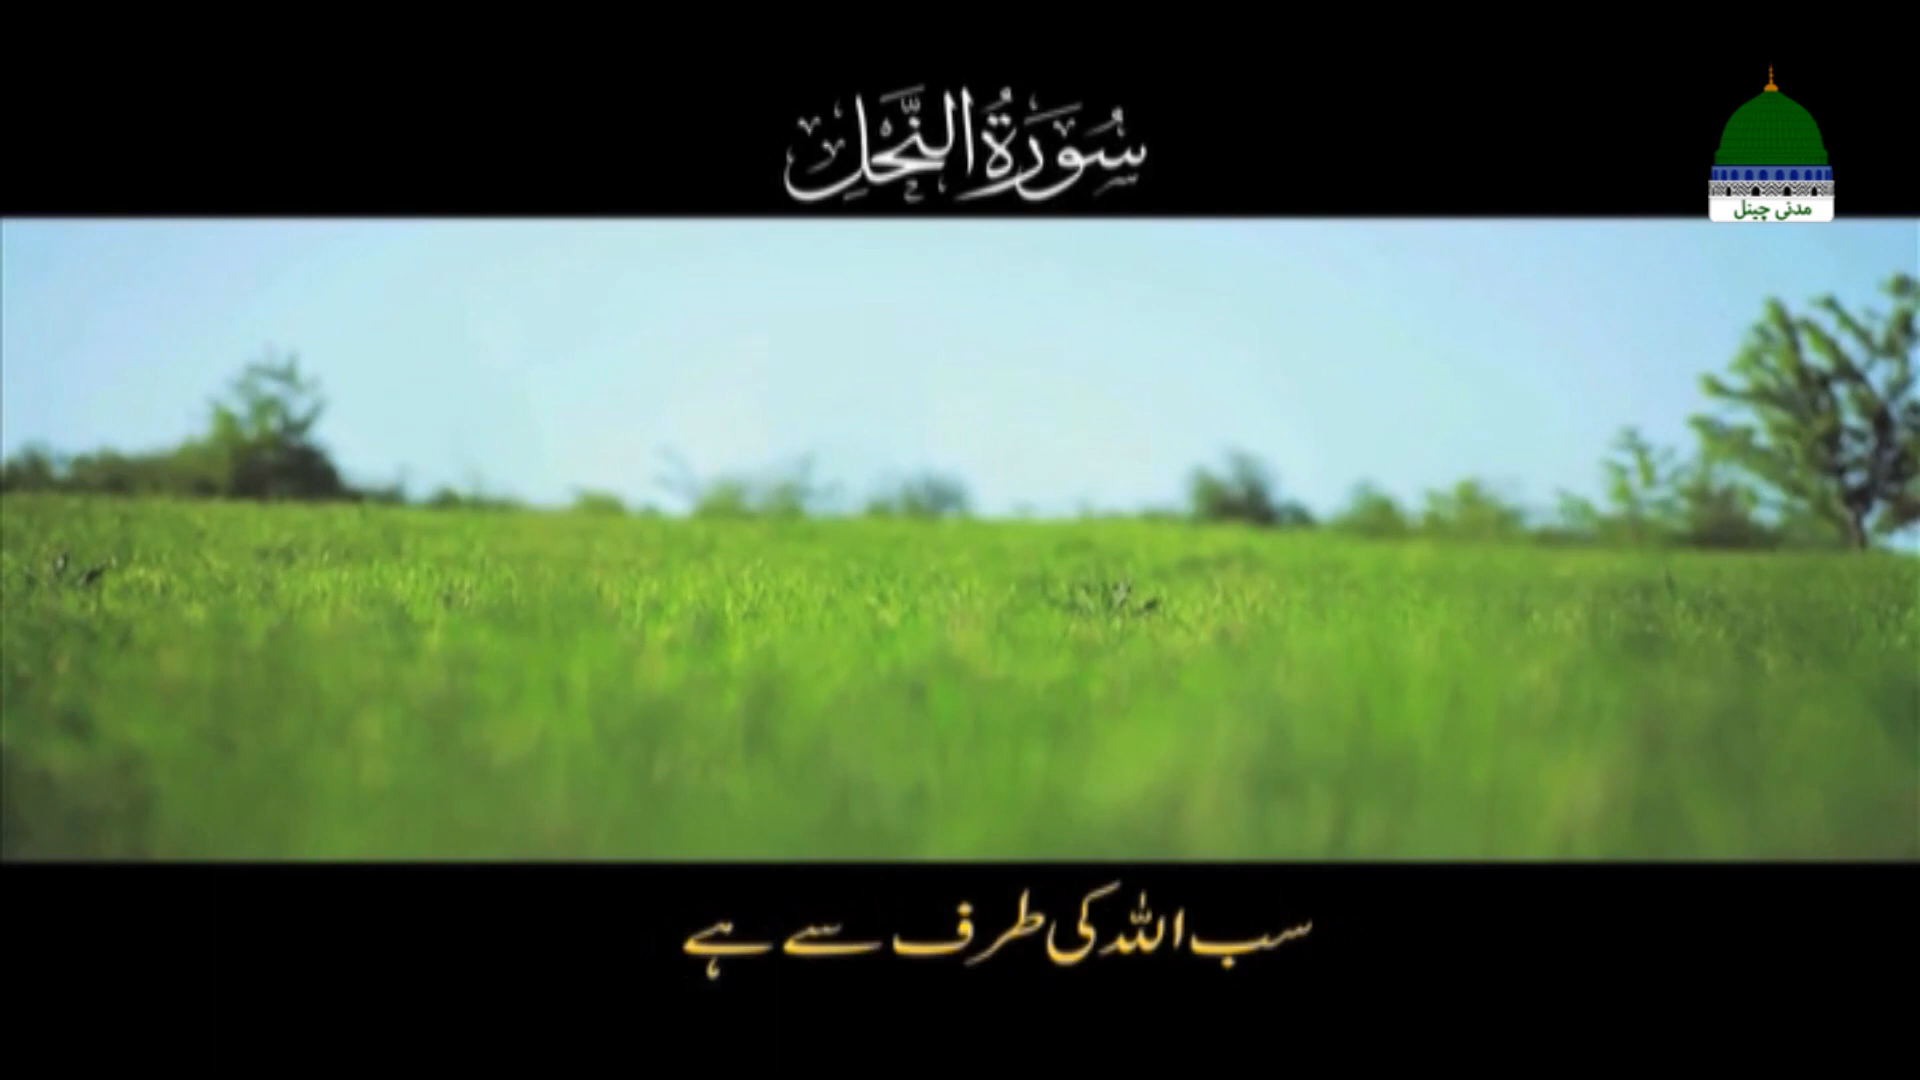 سُوْرَۃُ النَّحْلِ
مدنی چینل
سب اللہ کی طرف سے ہے